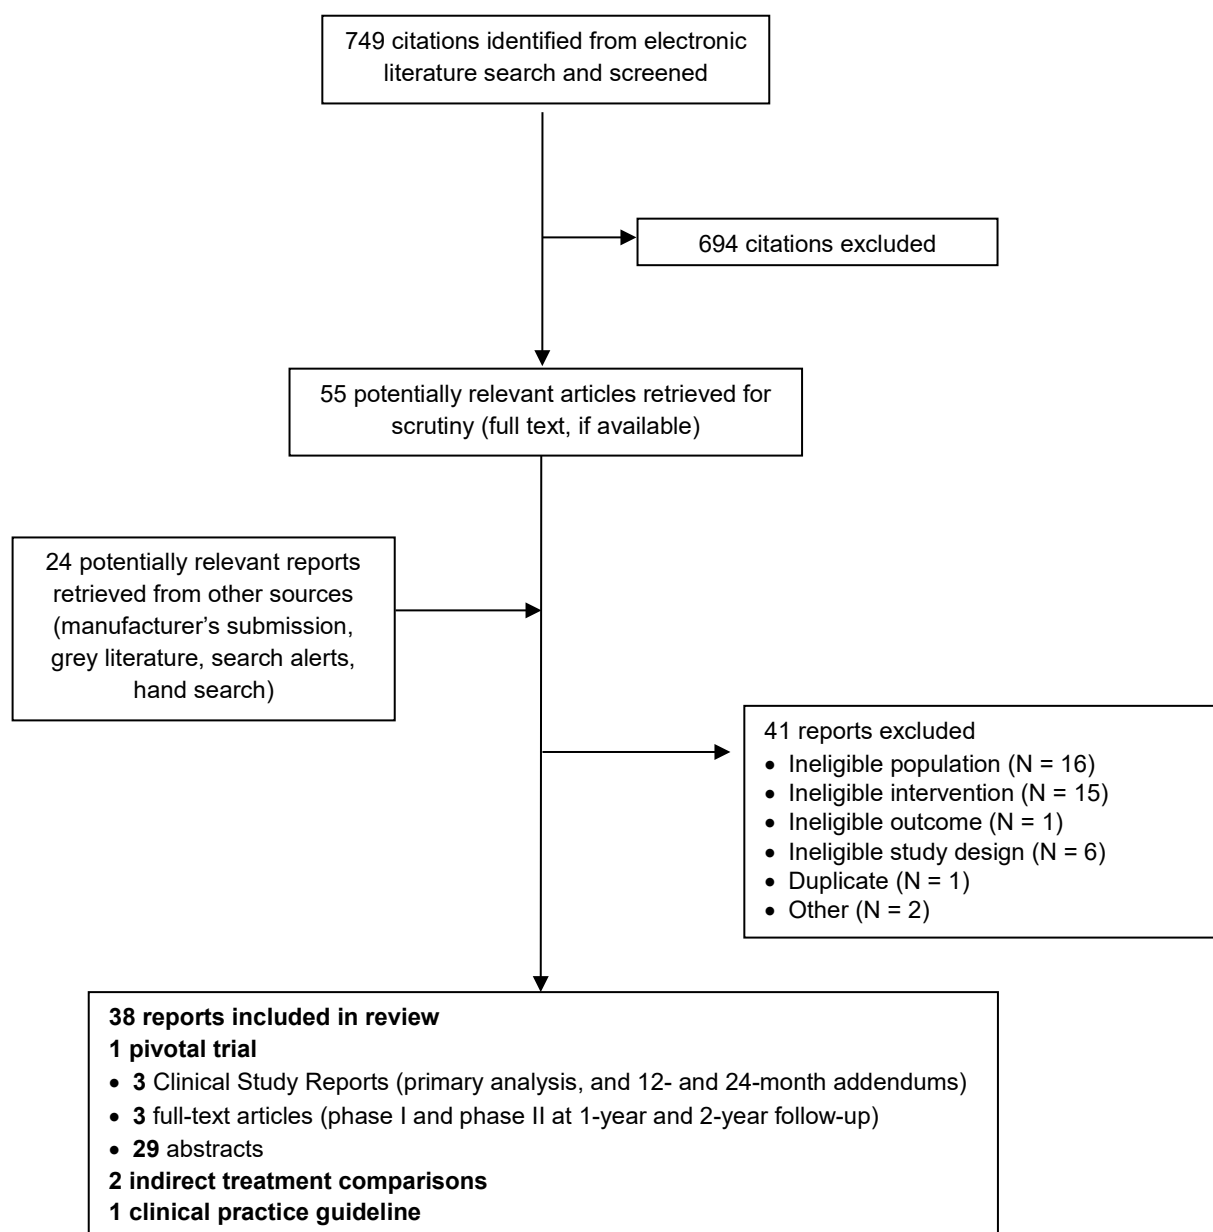 749 citations identified from electronic
literature search and screened
694 citations excluded
55 potentially relevant articles retrieved for
scrutiny (full text, if available)
24 potentially relevant reports
retrieved from other sources
(manufacturer’s submission,
grey literature, search alerts,
hand search)
41 reports excluded
• Ineligible population (N = 16)
• Ineligible intervention (N = 15)
• Ineligible outcome (N = 1)
• Ineligible study design (N = 6)
• Duplicate (N = 1)
• Other (N = 2)
38 reports included in review
1 pivotal trial
• 3 Clinical Study Reports (primary analysis, and 12- and 24-month addendums)
• 3 full-text articles (phase I and phase II at 1-year and 2-year follow-up)
• 29 abstracts
2 indirect treatment comparisons
1 clinical practice guideline